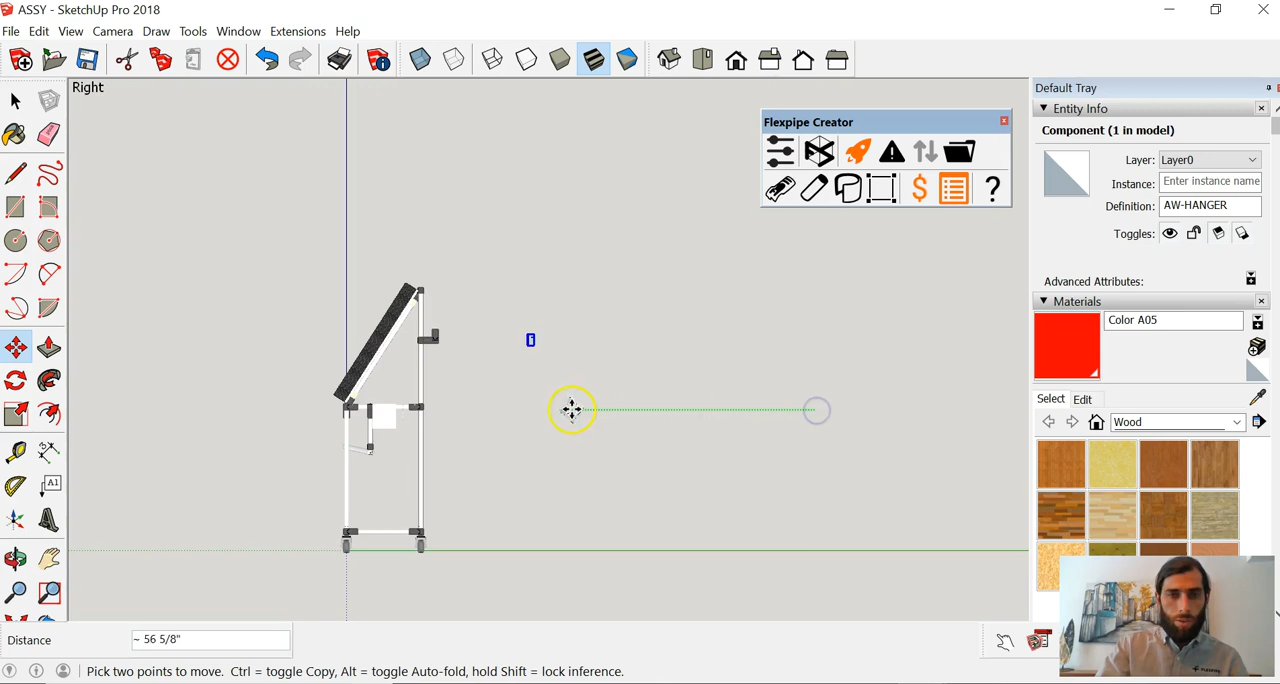 ASSY - SketchUp Pro 2018
File Edit View Camera Draw Tools Window Extensions Help
Right
Default Tray
Flexpipe Creator
Entity Info
Component (1 in model)
Layer: Layer0
Instance: Enter instance name
Definition: AW-HANGER
Toggles:
Advanced Attributes:
Materials
Color A05
Select Edit
Wood
A1
Distance ~ 56 5/8"
Pick two points to move. Ctrl = toggle Copy, Alt = toggle Auto-fold, hold Shift = lock inference.